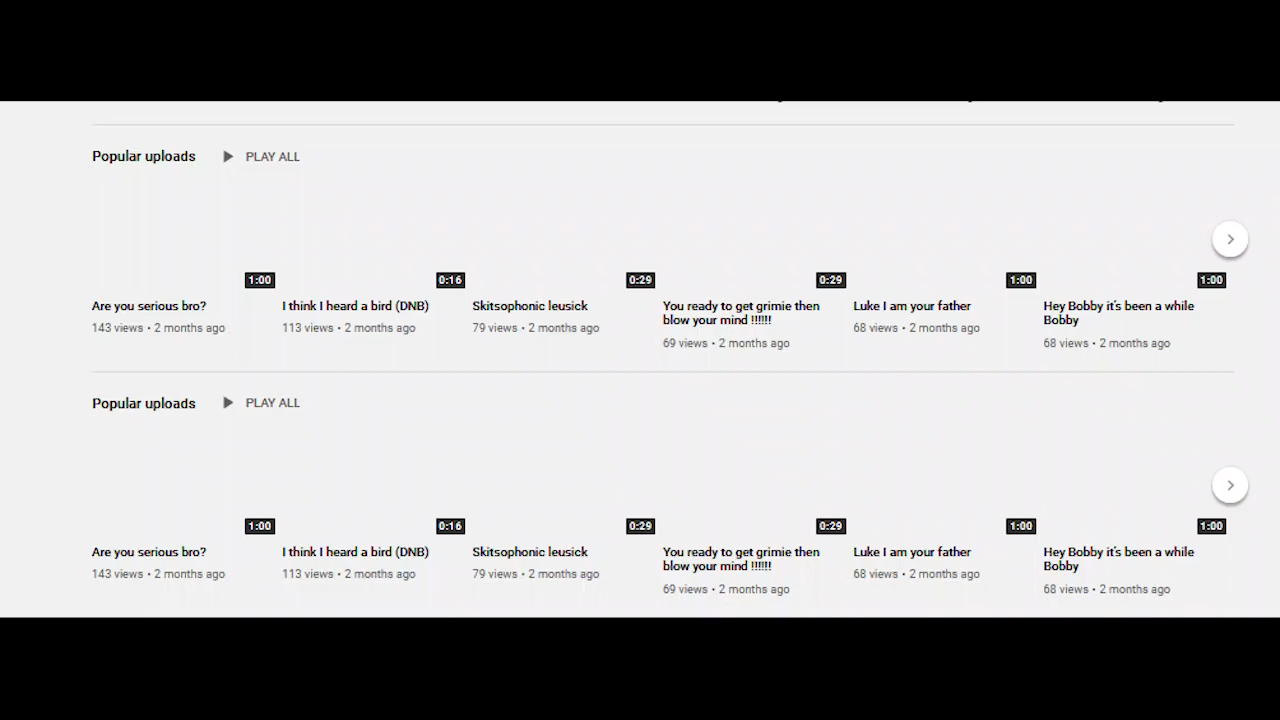 Popular uploads PLAY ALL
1:00 0:16 0:29 0:29 1:00 1:00
Are you serious bro? I think I heard a bird (DNB) Skitsophonic leusick You ready to get grimie then Luke I am your father Hey Bobby it's been a while
blow your mind !!!!!! Bobby
143 views • 2 months ago 113 views • 2 months ago 79 views • 2 months ago 68 views • 2 months ago
69 views • 2 months ago 68 views • 2 months ago
Popular uploads PLAY ALL
1:00 0:16 0:29 0:29 1:00 1:00
Are you serious bro? I think I heard a bird (DNB) Skitsophonic leusick You ready to get grimie then Luke I am your father Hey Bobby it's been a while
blow your mind !!!!!! Bobby
143 views • 2 months ago 113 views • 2 months ago 79 views • 2 months ago 68 views • 2 months ago
69 views • 2 months ago 68 views • 2 months ago